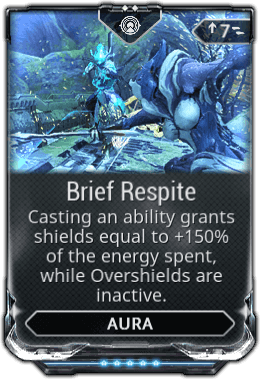 7
Brief Respite
Casting an ability grants
shields equal to +150%
of the energy spent,
while Overshields are
inactive.
AURA